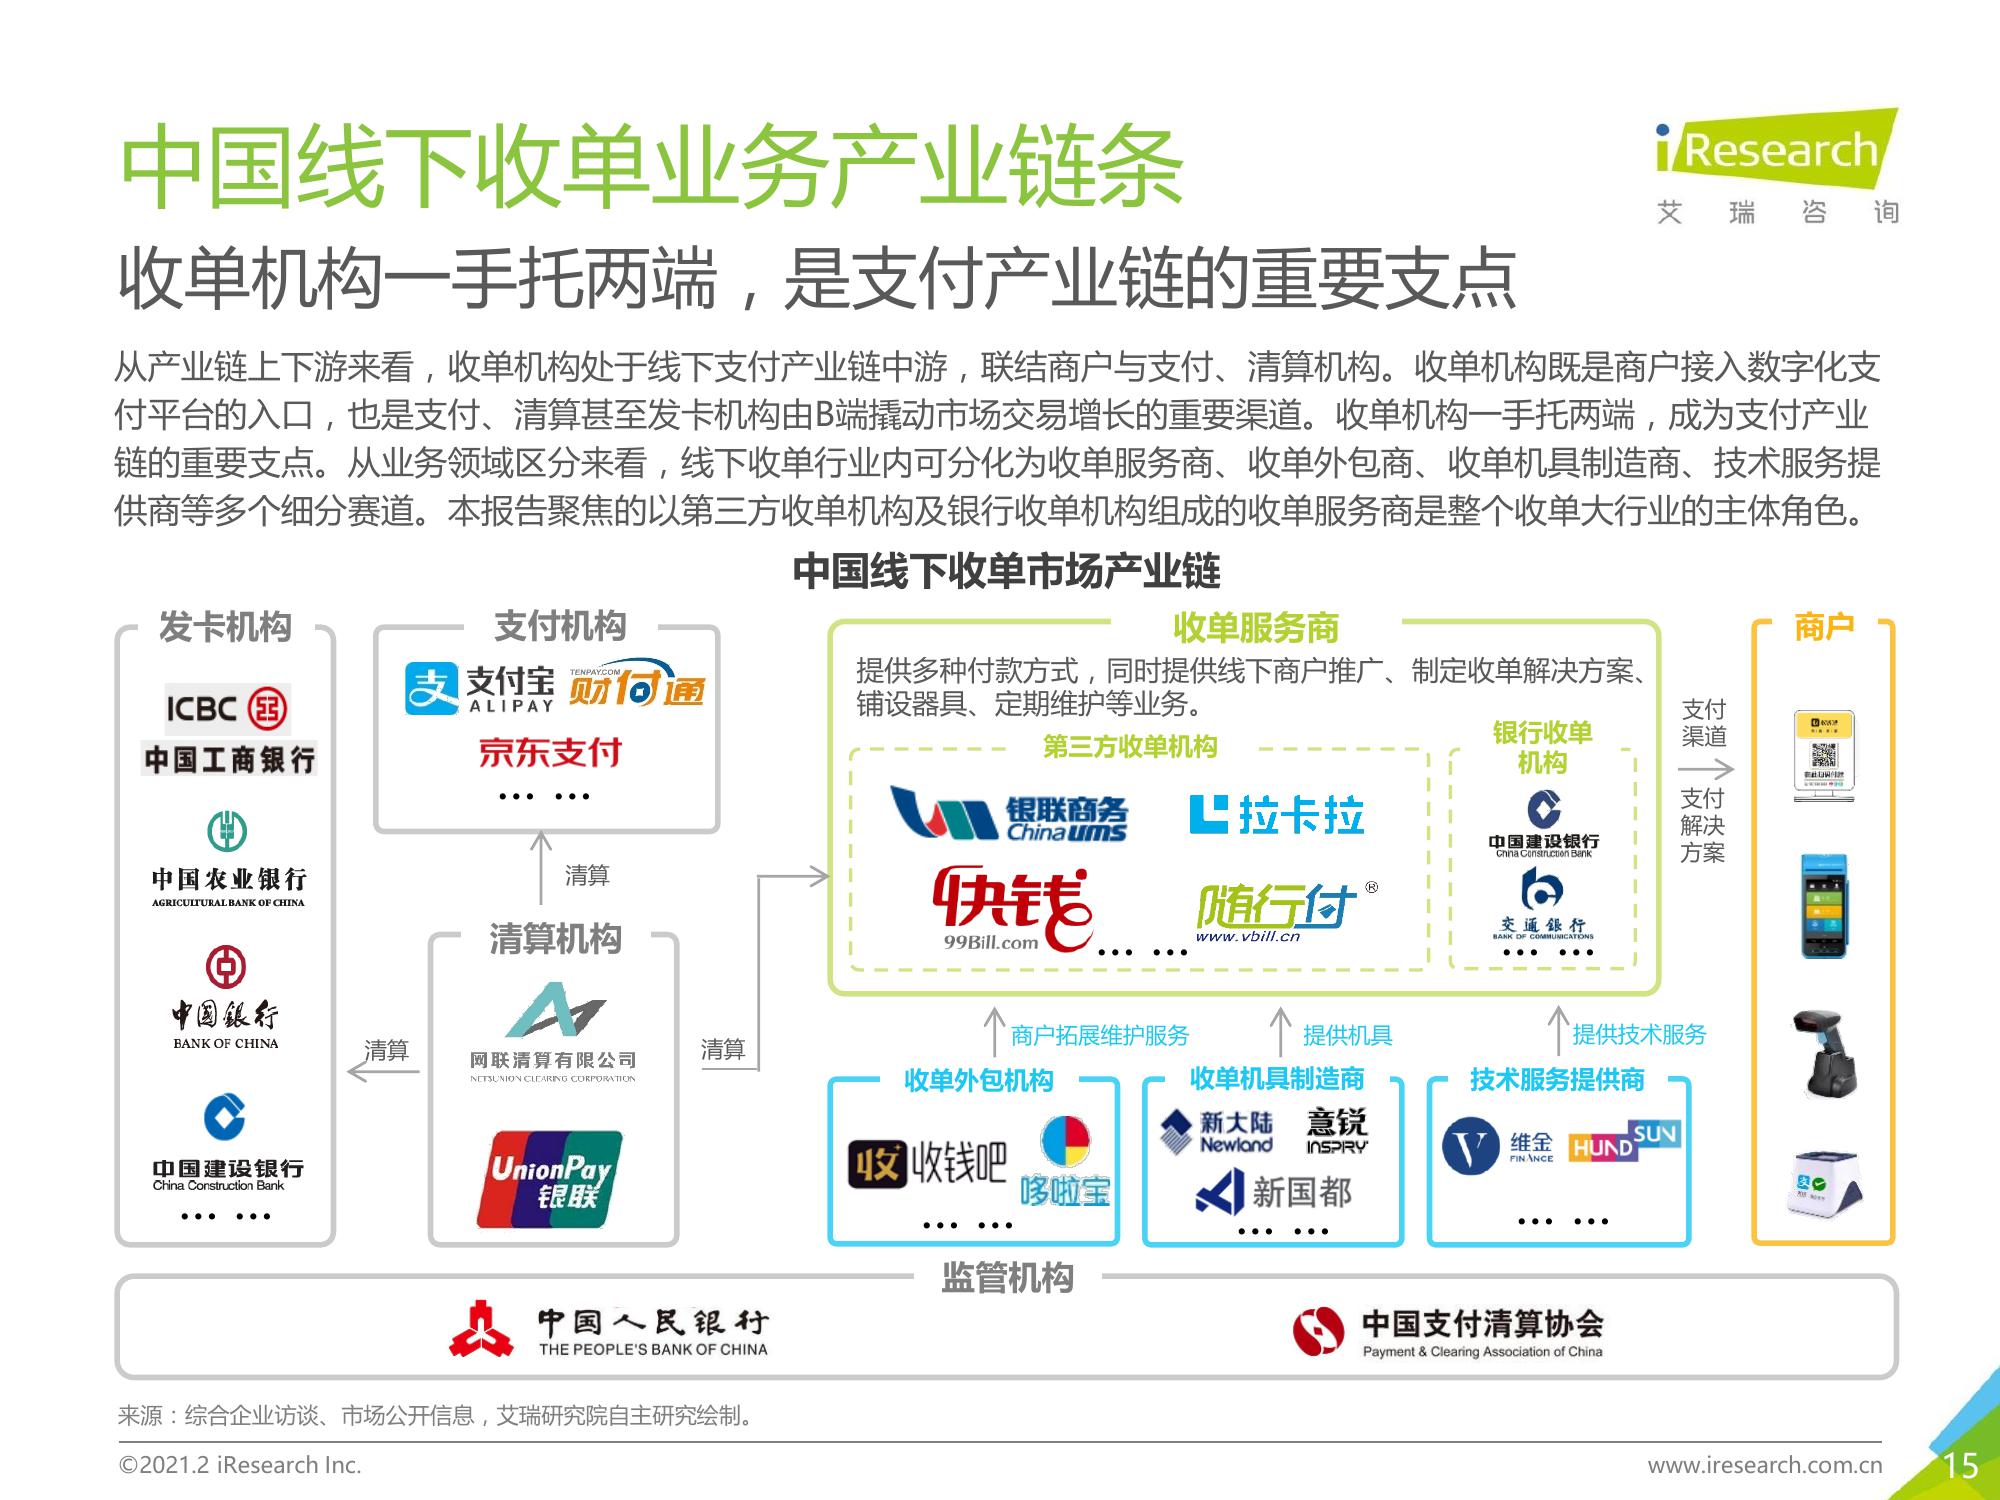 中国线下收单业务产业链条
iResearch
艾 瑞 咨 询
收单机构一手托两端，是支付产业链的重要支点
从产业链上下游来看，收单机构处于线下支付产业链中游，联结商户与支付、清算机构。收单机构既是商户接入数字化支
付平台的入口，也是支付、清算甚至发卡机构由B端撬动市场交易增长的重要渠道。收单机构一手托两端，成为支付产业
链的重要支点。从业务领域区分来看，线下收单行业内可分化为收单服务商、收单外包商、收单机具制造商、技术服务提
供商等多个细分赛道。本报告聚焦的以第三方收单机构及银行收单机构组成的收单服务商是整个收单大行业的主体角色。
中国线下收单市场产业链
发卡机构
ICBC
中国工商银行
中国农业银行
AGRICULTURAL BANK OF CHINA
中国銀行
BANK OF CHINA
中国建设银行
China Construction Bank
... ...
支付机构
支付宝
ALIPAY
TENPAY.COM
财付通
京东支付
... ...
清算
清算机构
网联清算有限公司
NETSUNION CLEARING CORPORATION
UnionPay
银联
清算
清算
收单服务商
提供多种付款方式，同时提供线下商户推广、制定收单解决方案、
铺设器具、定期维护等业务。
第三方收单机构
银联商务
China ums
拉卡拉
快钱
99Bill.com
随行付®
www.vbill.cn
... ...
银行收单
机构
中国建设银行
China Construction Bank
交通银行
BANK OF COMMUNICATIONS
... ...
商户拓展维护服务
提供机具
提供技术服务
收单外包机构
收 收钱吧
哆啦宝
... ...
收单机具制造商
新大陆
Newland
意锐
INSPIRY
新国都
... ...
技术服务提供商
V 维金
FINANCE
HUNDSUN
... ...
支付
渠道
支付
解决
方案
商户
监管机构
中国人民银行
THE PEOPLE'S BANK OF CHINA
中国支付清算协会
Payment & Clearing Association of China
来源：综合企业访谈、市场公开信息，艾瑞研究院自主研究绘制。
©2021.2 iResearch Inc.
www.iresearch.com.cn
15